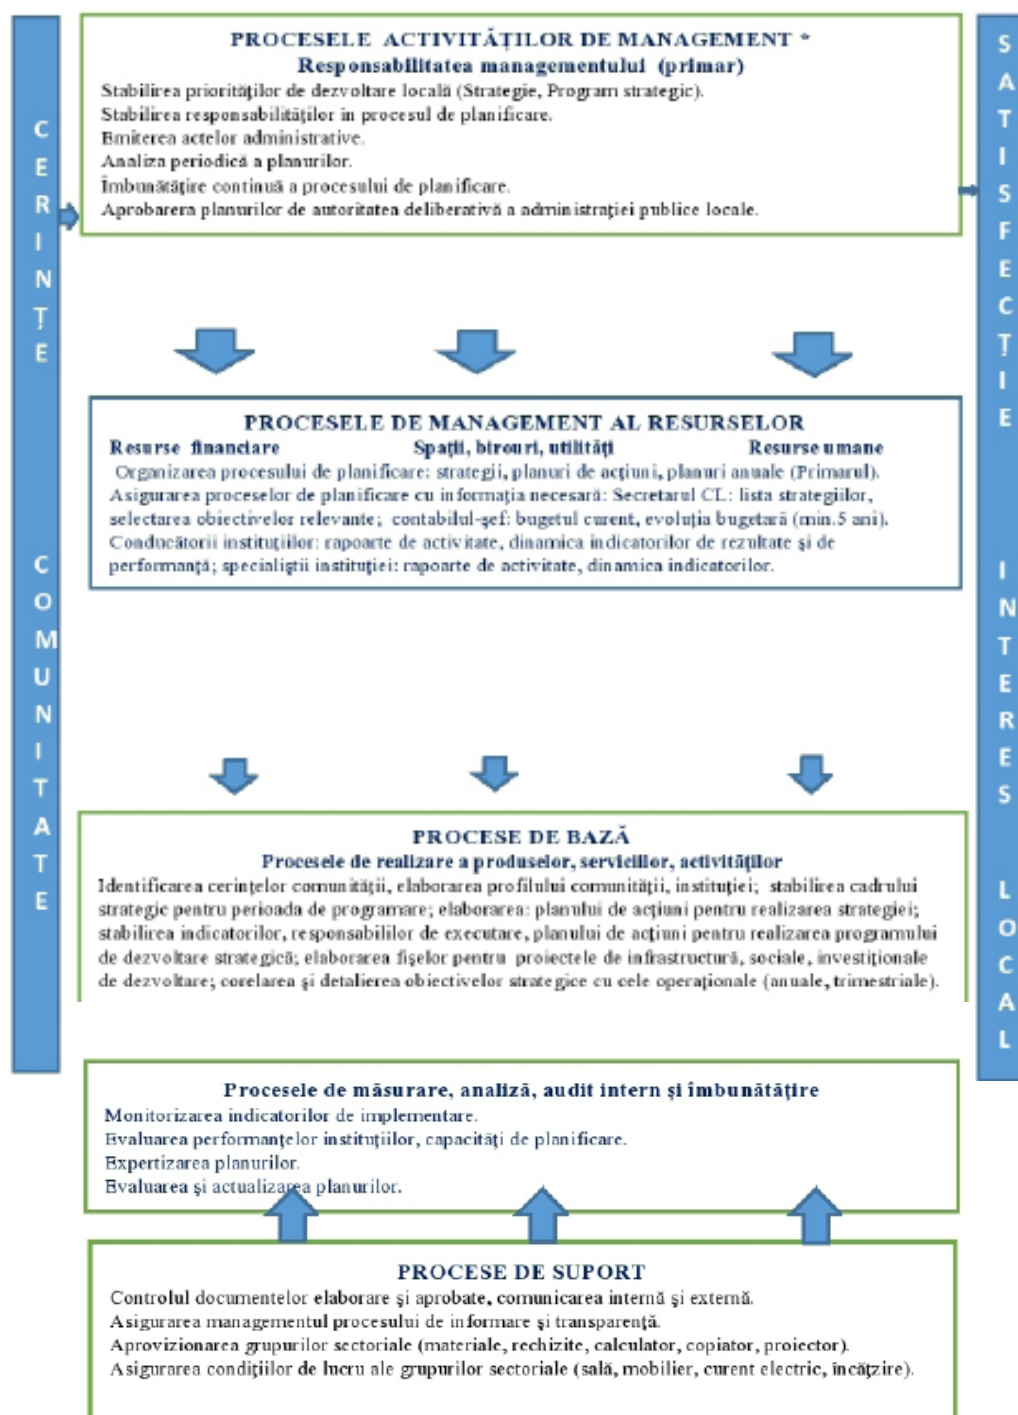 CERINȚE COMUNITATE
PROCESELE ACTIVITĂȚILOR DE MANAGEMENT *
Responsabilitatea managementului (primar)
Stabilirea priorităților de dezvoltare locală (Strategie, Program strategic).
Stabilirea responsabilităților în procesul de planificare.
Emiterea actelor administrative.
Analiza periodică a planurilor.
Îmbunătățire continuă a procesului de planificare.
Aprobarera planurilor de autoritatea deliberativă a administrației publice locale.
PROCESELE DE MANAGEMENT AL RESURSELOR
Resurse financiare Spații, birouri, utilități Resurse umane
Organizarea procesului de planificare: strategii, planuri de acțiuni, planuri anuale (Primarul).
Asigurarea proceselor de planificare cu informația necesară: Secretarul CL: lista strategiilor,
selectarea obiectivelor relevante; contabilul-șef: bugetul curent, evoluția bugetară (min.5 ani).
Conducătorii instituțiilor: rapoarte de activitate, dinamica indicatorilor de rezultate și de
performanță; specialiștii instituției: rapoarte de activitate, dinamica indicatorilor.
PROCESE DE BAZĂ
Procesele de realizare a produselor, serviciilor, activităților
Identificarea cerințelor comunității, elaborarea profilului comunității, instituției; stabilirea cadrului
strategic pentru perioada de programare; elaborarea: planului de acțiuni pentru realizarea strategiei;
stabilirea indicatorilor, responsabililor de executare, planului de acțiuni pentru realizarea programului
de dezvoltare strategică; elaborarea fișelor pentru proiectele de infrastructură, sociale, investiționale
de dezvoltare; corelarea și detalierea obiectivelor strategice cu cele operaționale (anuale, trimestriale).
Procesele de măsurare, analiză, audit intern și îmbunătățire
Monitorizarea indicatorilor de implementare.
Evaluarea performanțelor instituțiilor, capacități de planificare.
Expertizarea planurilor.
Evaluarea și actualizarea planurilor.
PROCESE DE SUPORT
Controlul documentelor elaborare și aprobate, comunicarea internă și externă.
Asigurarea managementul procesului de informare și transparență.
Aprovizionarea grupurilor sectoriale (materiale, rechizite, calculator, copiator, proiector).
Asigurarea condițiilor de lucru ale grupurilor sectoriale (sală, mobilier, curent electric, încățzire).
SATISFECȚIE INTERES LOCAL